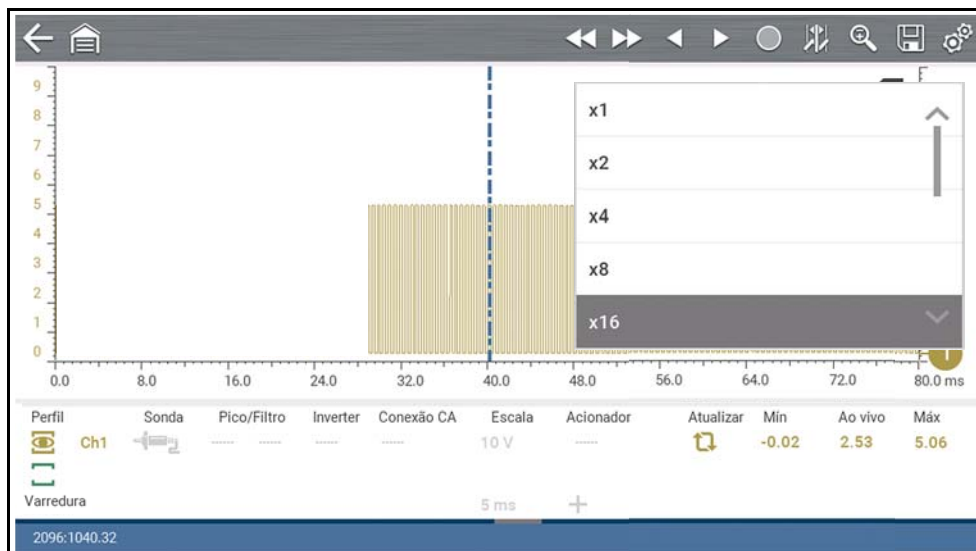 9
8
7
6
5
4
3
2
1
0
x1
x2
x4
x8
x16
1
0.0 8.0 16.0 24.0 32.0 40.0 48.0 56.0 64.0 72.0 80.0 ms
Perfil Sonda Pico/Filtro Inverter Conexão CA Escala Acionador Atualizar Mín Ao vivo Máx
Ch1 ----- ----- ----- ----- 10 V ----- -0.02 2.53 5.06
Varredura 5 ms +
2096:1040.32